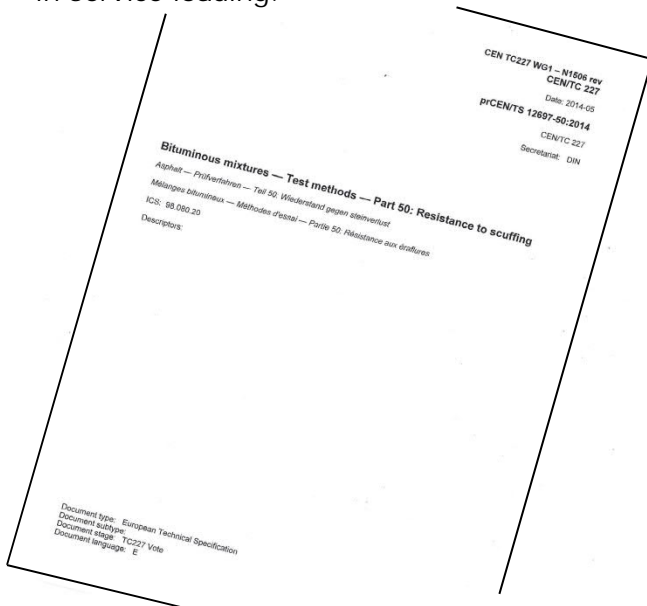 in service loading.
CEN TC227 WG1 – N1506 rev
CEN/TC 227
Date: 2014-05
prCEN/TS 12697-50:2014
CEN/TC 227
Secretariat: DIN
Bituminous mixtures — Test methods — Part 50: Resistance to scuffing
Asphalt — Prüfverfahren — Teil 50: Wiederstand gegen steinverlust
Mélanges bitumineux — Méthodes d'essai — Partie 50: Résistance aux éraflures
ICS: 98.080.20
Descriptors:
Document type: European Technical Specification
Document subtype:
Document stage: TC227 Vote
Document language: E